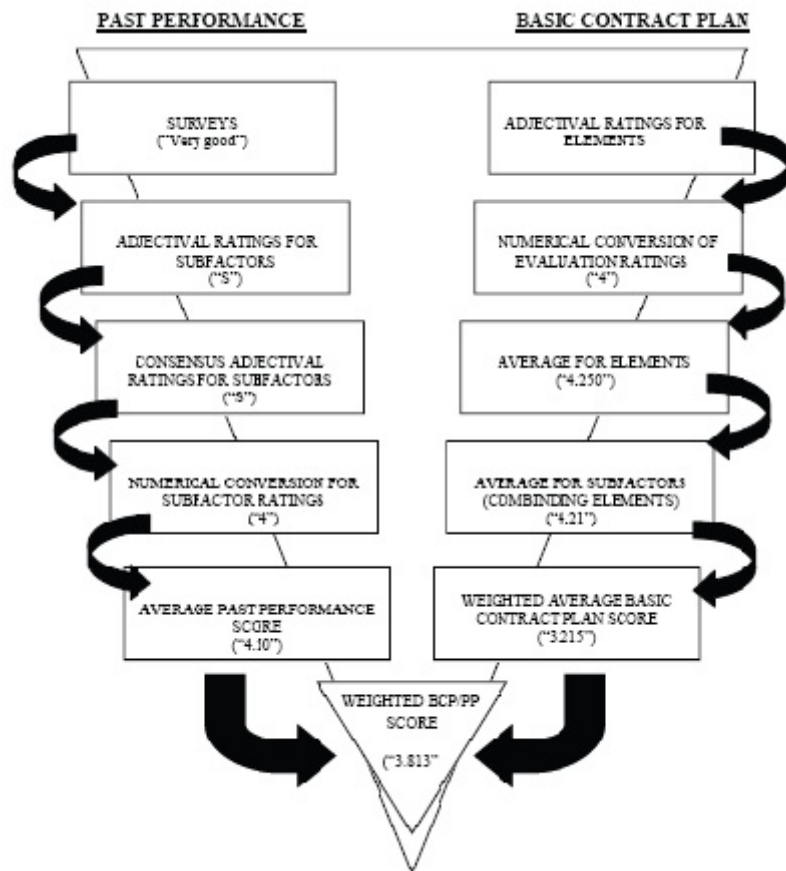 PAST PERFORMANCE
BASIC CONTRACT PLAN
SURVEYS
("Very good")
ADJECTIVAL RATINGS FOR
SUBFACTORS
("S")
CONSENSUS ADJECTIVAL
RATINGS FOR SUBFACTORS
("S")
NUMERICAL CONVERSION FOR
SUBFACTOR RATINGS
("4")
AVERAGE PAST PERFORMANCE
SCORE
("4.10")
ADJECTIVAL RATINGS FOR
ELEMENTS
NUMERICAL CONVERSION OF
EVALUATION RATINGS
("4")
AVERAGE FOR ELEMENTS
("4.250")
AVERAGE FOR SUBFACTORS
(COMBINDING ELEMENTS)
("4.21")
WEIGHTED AVERAGE BASIC
CONTRACT PLAN SCORE
("3.215")
WEIGHTED BCP/PP
SCORE
("3.813"